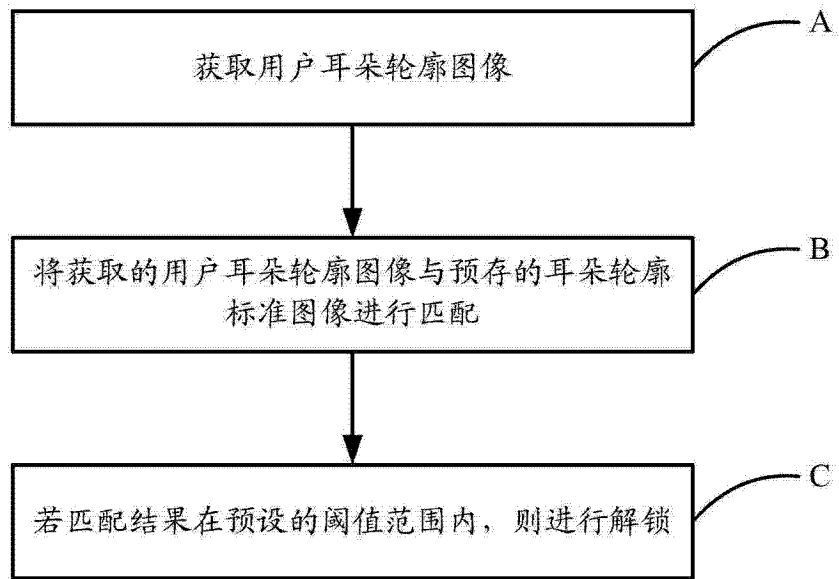 A
获取用户耳朵轮廓图像
B
将获取的用户耳朵轮廓图像与预存的耳朵轮廓
标准图像进行匹配
C
若匹配结果在预设的阈值范围内，则进行解锁